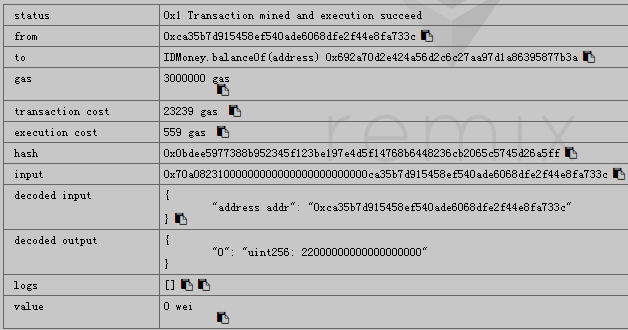 status 0x1 Transaction mined and execution succeed
from 0xca35b7d915458ef540ade6068dfe2f44e8fa733c
to IDMoney.balanceOf(address) 0x692a70d2e424a56d2c6c27aa97d1a86395877b3a
gas 3000000 gas
transaction cost 23239 gas
execution cost 559 gas
remix
hash 0x0bdee5977388b952345f123be197e4d5f14768b6448236cb2065c5745d26a5ff
input 0x70a08231000000000000000000000000ca35b7d915458ef540ade6068dfe2f44e8fa733c
decoded input {
"address addr": "0xca35b7d915458ef540ade6068dfe2f44e8fa733c"
}
decoded output {
"0": "uint256: 22000000000000000000"
}
logs []
value 0 wei